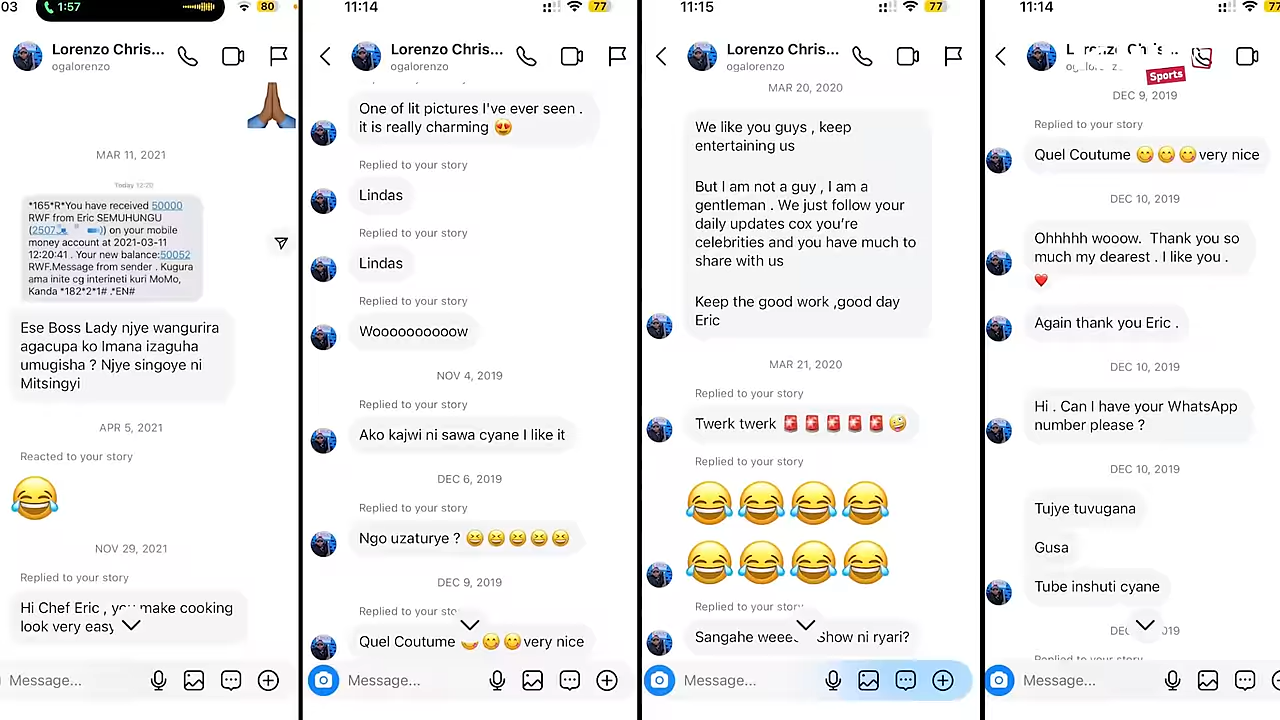 03
1:57
80
Lorenzo Chris...
MAR 11, 2021
Today 12:20
*165*R*You have received 50000
RWF from Eric SEMUHUNGU
(2507 )) on your mobile
money account at 2021-03-11
12:20:41 . Your new balance:50052
RWF.Message from sender . Kugura
ama inite cg interineti kuri MoMo,
Kanda *182*2*1# .*EN#
Ese Boss Lady njye wangurira
agacupa ko Imana izaguha
umugisha ? Njye singoye ni
Mitsingyi
APR 5, 2021
Reacted to your story
😂
NOV 29, 2021
Replied to your story
Hi Chef Eric , you make cooking
look very easy
Message...
11:14
77
Lorenzo Chris...
ogalorenzo
Replied to your story
One of lit pictures I've ever seen .
it is really charming 😍
Replied to your story
Lindas
Replied to your story
Lindas
Replied to your story
Woooooooooow
NOV 4, 2019
Replied to your story
Ako kajwi ni sawa cyane I like it
DEC 6, 2019
Replied to your story
Ngo uzaturye ? 😆😆😆😆😆
DEC 9, 2019
Replied to your story
Quel Coutume 😋😋very nice
Message...
11:15
77
Lorenzo Chris...
ogalorenzo
MAR 20, 2020
We like you guys , keep
entertaining us
But I am not a guy , I am a
gentleman . We just follow your
daily updates cox you're
celebrities and you have much to
share with us
Keep the good work ,good day
Eric
MAR 21, 2020
Replied to your story
Twerk twerk 🚨🚨🚨🚨🚨🤪
Replied to your story
😂😂😂😂
😂😂😂😂
Replied to your story
Sangahe weee Show ni ryari?
Message...
11:14
77
Sports
DEC 9, 2019
Replied to your story
Quel Coutume 😋😋😋very nice
DEC 10, 2019
Ohhhhh wooow. Thank you so
much my dearest . I like you .
❤️
Again thank you Eric .
DEC 10, 2019
Hi . Can I have your WhatsApp
number please ?
DEC 10, 2019
Tujye tuvugana
Gusa
Tube inshuti cyane
Replied to your story
Message...